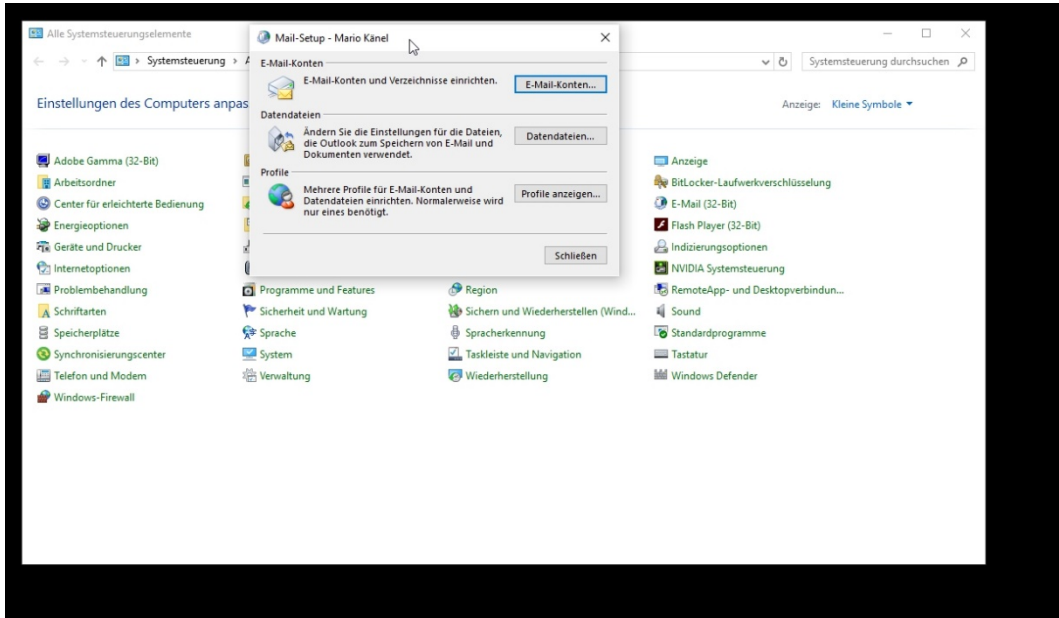 Alle Systemsteuerungselemente
Systemsteuerung
Systemsteuerung durchsuchen
Einstellungen des Computers anpas
Anzeige: Kleine Symbole
Mail-Setup - Mario Känel
E-Mail-Konten
E-Mail-Konten und Verzeichnisse einrichten.
E-Mail-Konten...
Datendateien
Ändern Sie die Einstellungen für die Dateien,
die Outlook zum Speichern von E-Mail und
Dokumenten verwendet.
Datendateien...
Profile
Mehrere Profile für E-Mail-Konten und
Datendateien einrichten. Normalerweise wird
nur eines benötigt.
Profile anzeigen...
Schließen
Adobe Gamma (32-Bit)
Arbeitsordner
Center für erleichterte Bedienung
Energieoptionen
Geräte und Drucker
Internetoptionen
Problembehandlung
Schriftarten
Speicherplätze
Synchronisierungscenter
Telefon und Modem
Windows-Firewall
Programme und Features
Sicherheit und Wartung
Sprache
System
Verwaltung
Region
Sichern und Wiederherstellen (Wind...
Spracherkennung
Taskleiste und Navigation
Wiederherstellung
Anzeige
BitLocker-Laufwerkverschlüsselung
E-Mail (32-Bit)
Flash Player (32-Bit)
Indizierungsoptionen
NVIDIA Systemsteuerung
RemoteApp- und Desktopverbindun...
Sound
Standardprogramme
Tastatur
Windows Defender